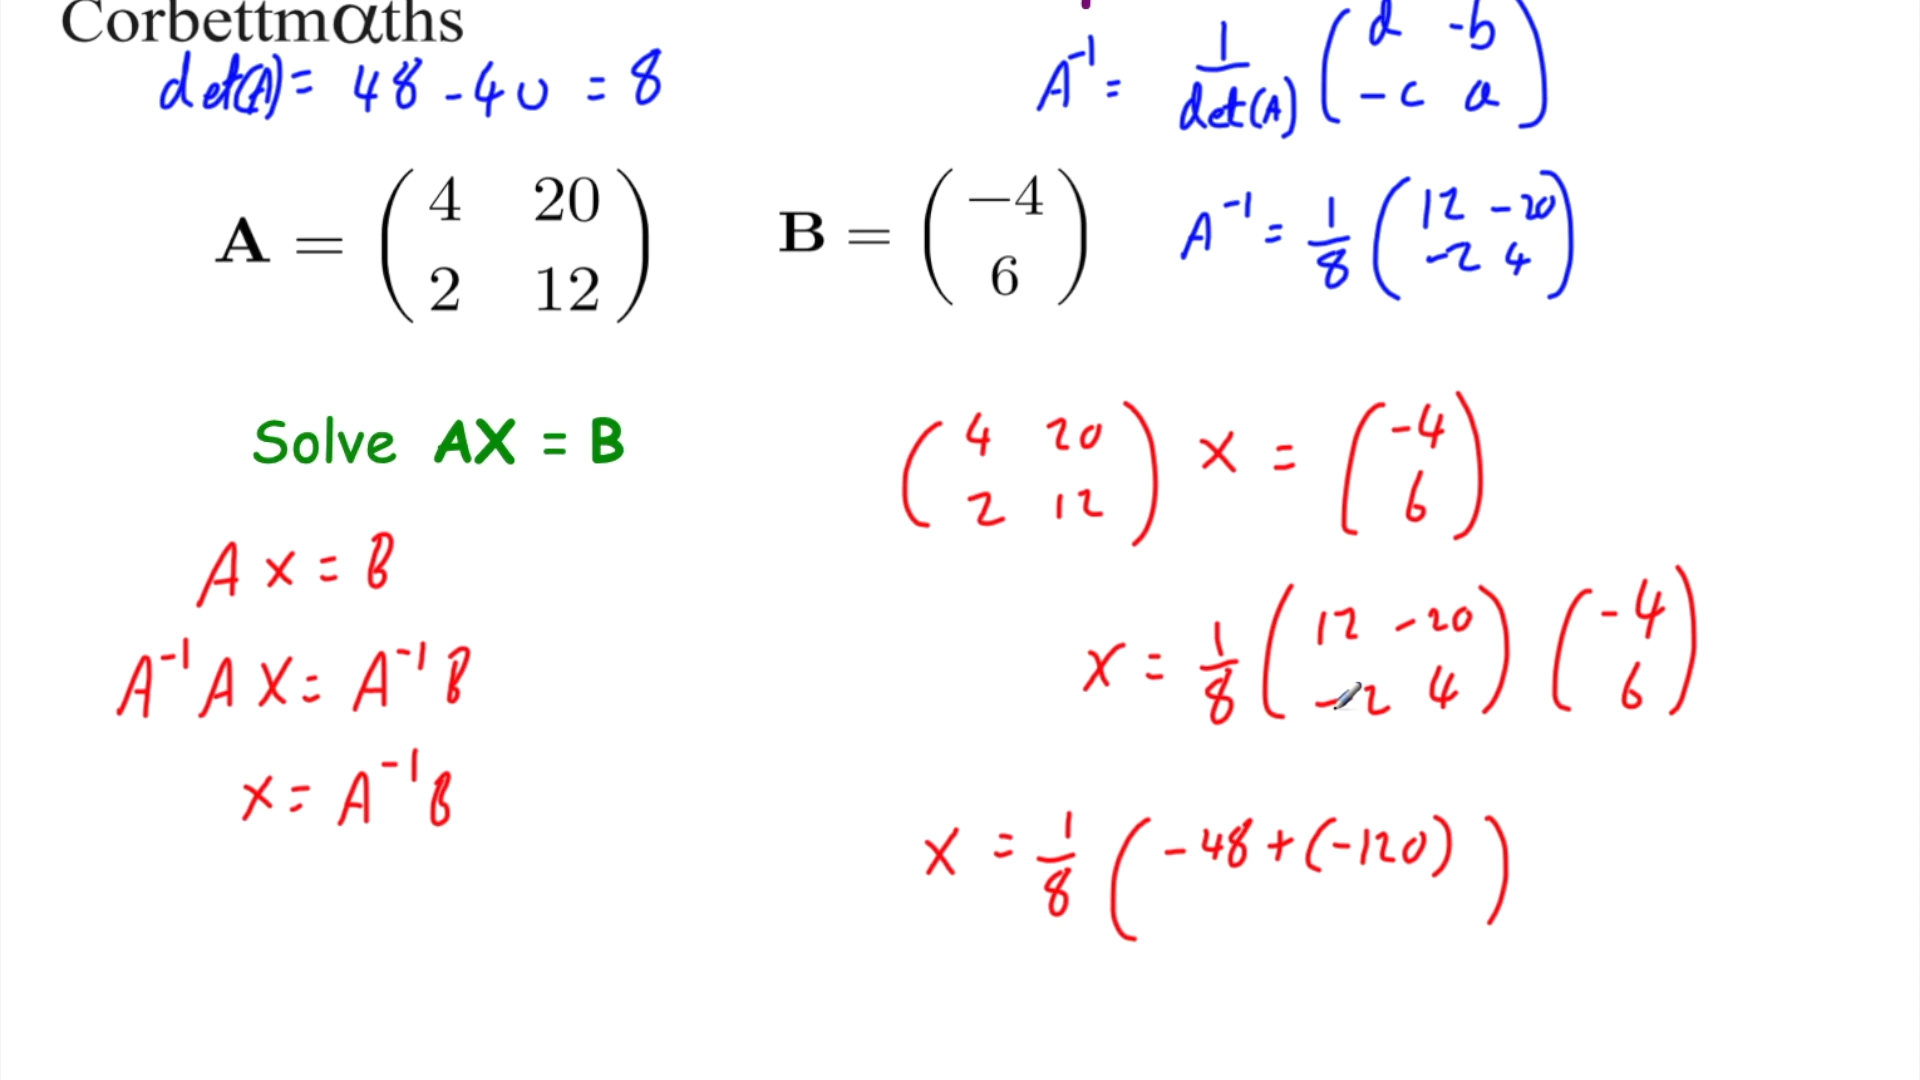 Corbettmαths
det(A) = 48 - 40 = 8
A⁻¹ = 1/det(A) (d -b
-c a)
A = (4 20
2 12)
B = (-4
6)
A⁻¹ = 1/8 (12 -20
-2 4)
Solve AX = B
(4 20
2 12) X = (-4
6)
AX = B
A⁻¹AX = A⁻¹B
X = A⁻¹B
X = 1/8 (12 -20
-2 4) (-4
6)
X = 1/8 (-48 + (-120) )